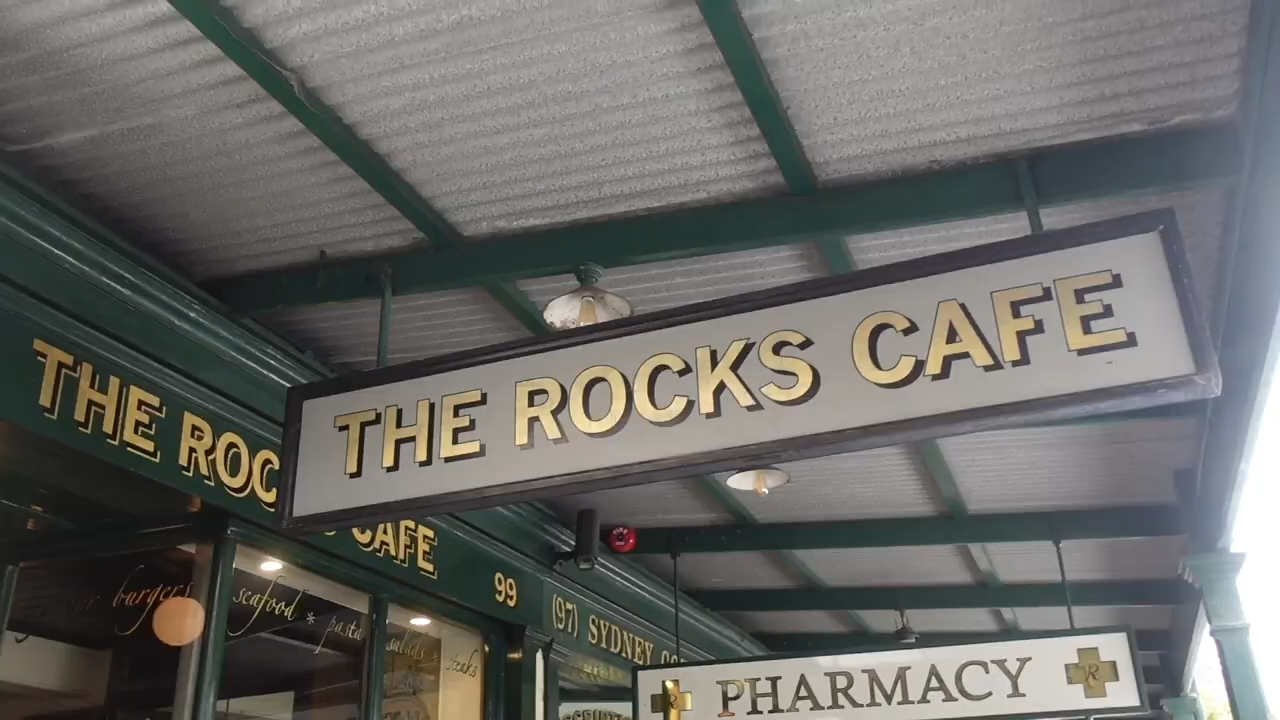 THE ROCKS CAFE
THE ROC
CAFE
99
(97) SYDNEY
burgers
seafood * pasta
salads * steaks
PHARMACY